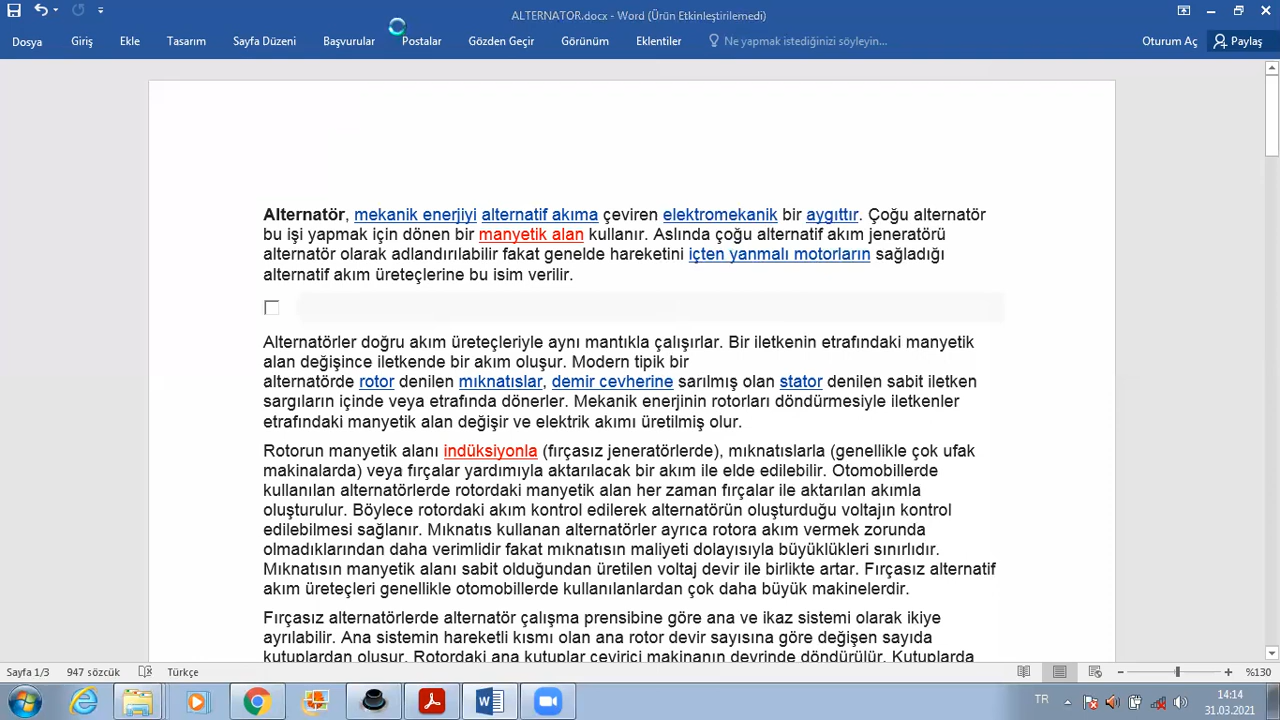 ALTERNATOR.docx - Word (Ürün Etkinleştirilemedi)
Dosya Giriş Ekle Tasarım Sayfa Düzeni Başvurular Postalar Gözden Geçir Görünüm Eklentiler Ne yapmak istediğinizi söyleyin... Oturum Aç Paylaş
Alternatör, mekanik enerjiyi alternatif akıma çeviren elektromekanik bir aygıttır. Çoğu alternatör
bu işi yapmak için dönen bir manyetik alan kullanır. Aslında çoğu alternatif akım jeneratörü
alternatör olarak adlandırılabilir fakat genelde hareketini içten yanmalı motorların sağladığı
alternatif akım üreteçlerine bu isim verilir.
Alternatörler doğru akım üreteçleriyle aynı mantıkla çalışırlar. Bir iletkenin etrafındaki manyetik
alan değişince iletkende bir akım oluşur. Modern tipik bir
alternatörde rotor denilen mıknatıslar, demir cevherine sarılmış olan stator denilen sabit iletken
sargıların içinde veya etrafında dönerler. Mekanik enerjinin rotorları döndürmesiyle iletkenler
etrafındaki manyetik alan değişir ve elektrik akımı üretilmiş olur.
Rotorun manyetik alanı indüksiyonla (fırçasız jeneratörlerde), mıknatıslarla (genellikle çok ufak
makinalarda) veya fırçalar yardımıyla aktarılacak bir akım ile elde edilebilir. Otomobillerde
kullanılan alternatörlerde rotordaki manyetik alan her zaman fırçalar ile aktarılan akımla
oluşturulur. Böylece rotordaki akım kontrol edilerek alternatörün oluşturduğu voltajın kontrol
edilebilmesi sağlanır. Mıknatıs kullanan alternatörler ayrıca rotora akım vermek zorunda
olmadıklarından daha verimlidir fakat mıknatısın maliyeti dolayısıyla büyüklükleri sınırlıdır.
Mıknatısın manyetik alanı sabit olduğundan üretilen voltaj devir ile birlikte artar. Fırçasız alternatif
akım üreteçleri genellikle otomobillerde kullanılanlardan çok daha büyük makinelerdir.
Fırçasız alternatörlerde alternatör çalışma prensibine göre ana ve ikaz sistemi olarak ikiye
ayrılabilir. Ana sistemin hareketli kısmı olan ana rotor devir sayısına göre değişen sayıda
kutuplardan oluşur. Rotordaki ana kutuplar çevirici makinanın devrinde döndürülür. Kutuplarda
Sayfa 1/3 947 sözcük Türkçe %130
TR 14:14
31.03.2021